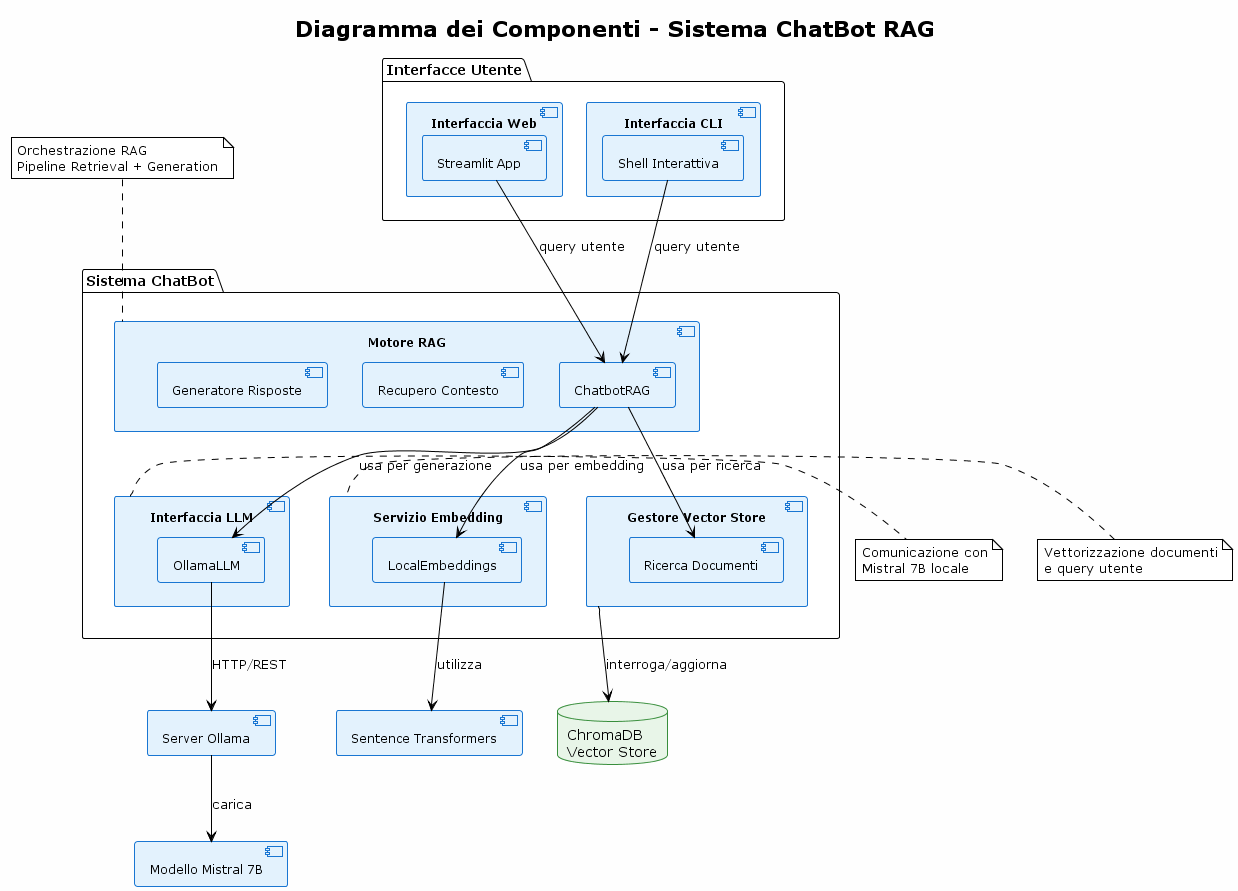 Diagramma dei Componenti - Sistema ChatBot RAG
Interfacce Utente
Interfaccia Web
Streamlit App
Interfaccia CLI
Shell Interattiva
Orchestrazione RAG
Pipeline Retrieval + Generation
query utente
query utente
Sistema ChatBot
Motore RAG
Generatore Risposte
Recupero Contesto
ChatbotRAG
usa per generazione
usa per embedding
usa per ricerca
Interfaccia LLM
OllamaLLM
Servizio Embedding
LocalEmbeddings
Gestore Vector Store
Ricerca Documenti
Comunicazione con
Mistral 7B locale
Vettorizzazione documenti
e query utente
HTTP/REST
utilizza
interroga/aggiorna
Server Ollama
Sentence Transformers
ChromaDB
Vector Store
carica
Modello Mistral 7B